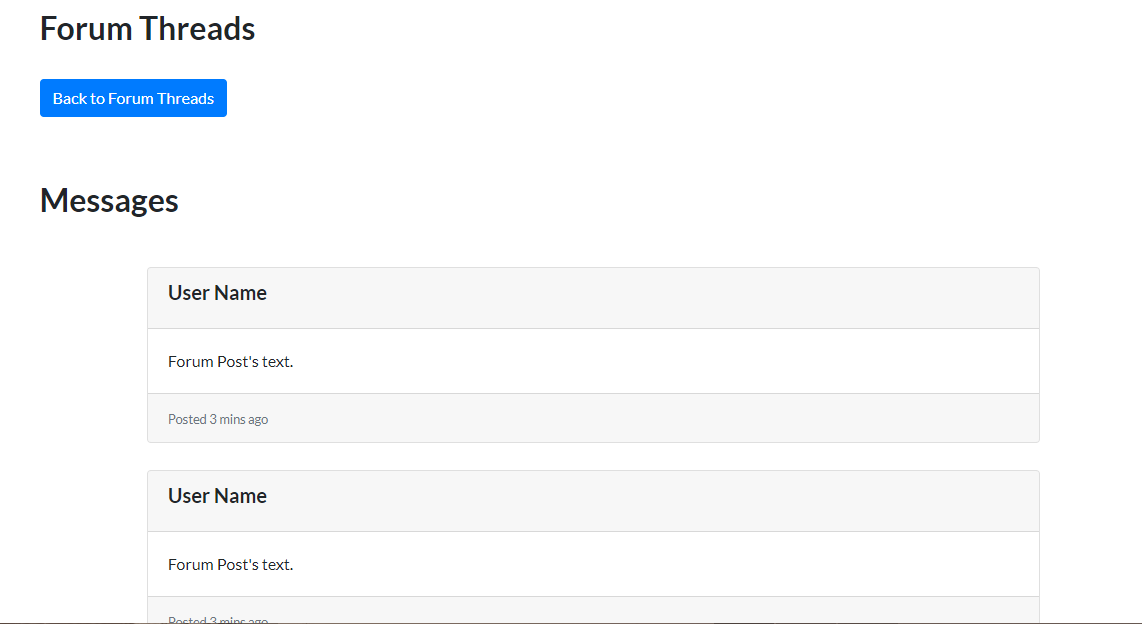 Forum Threads
Back to Forum Threads
Messages
User Name
Forum Post's text.
Posted 3 mins ago
User Name
Forum Post's text.
Posted 3 mins ago